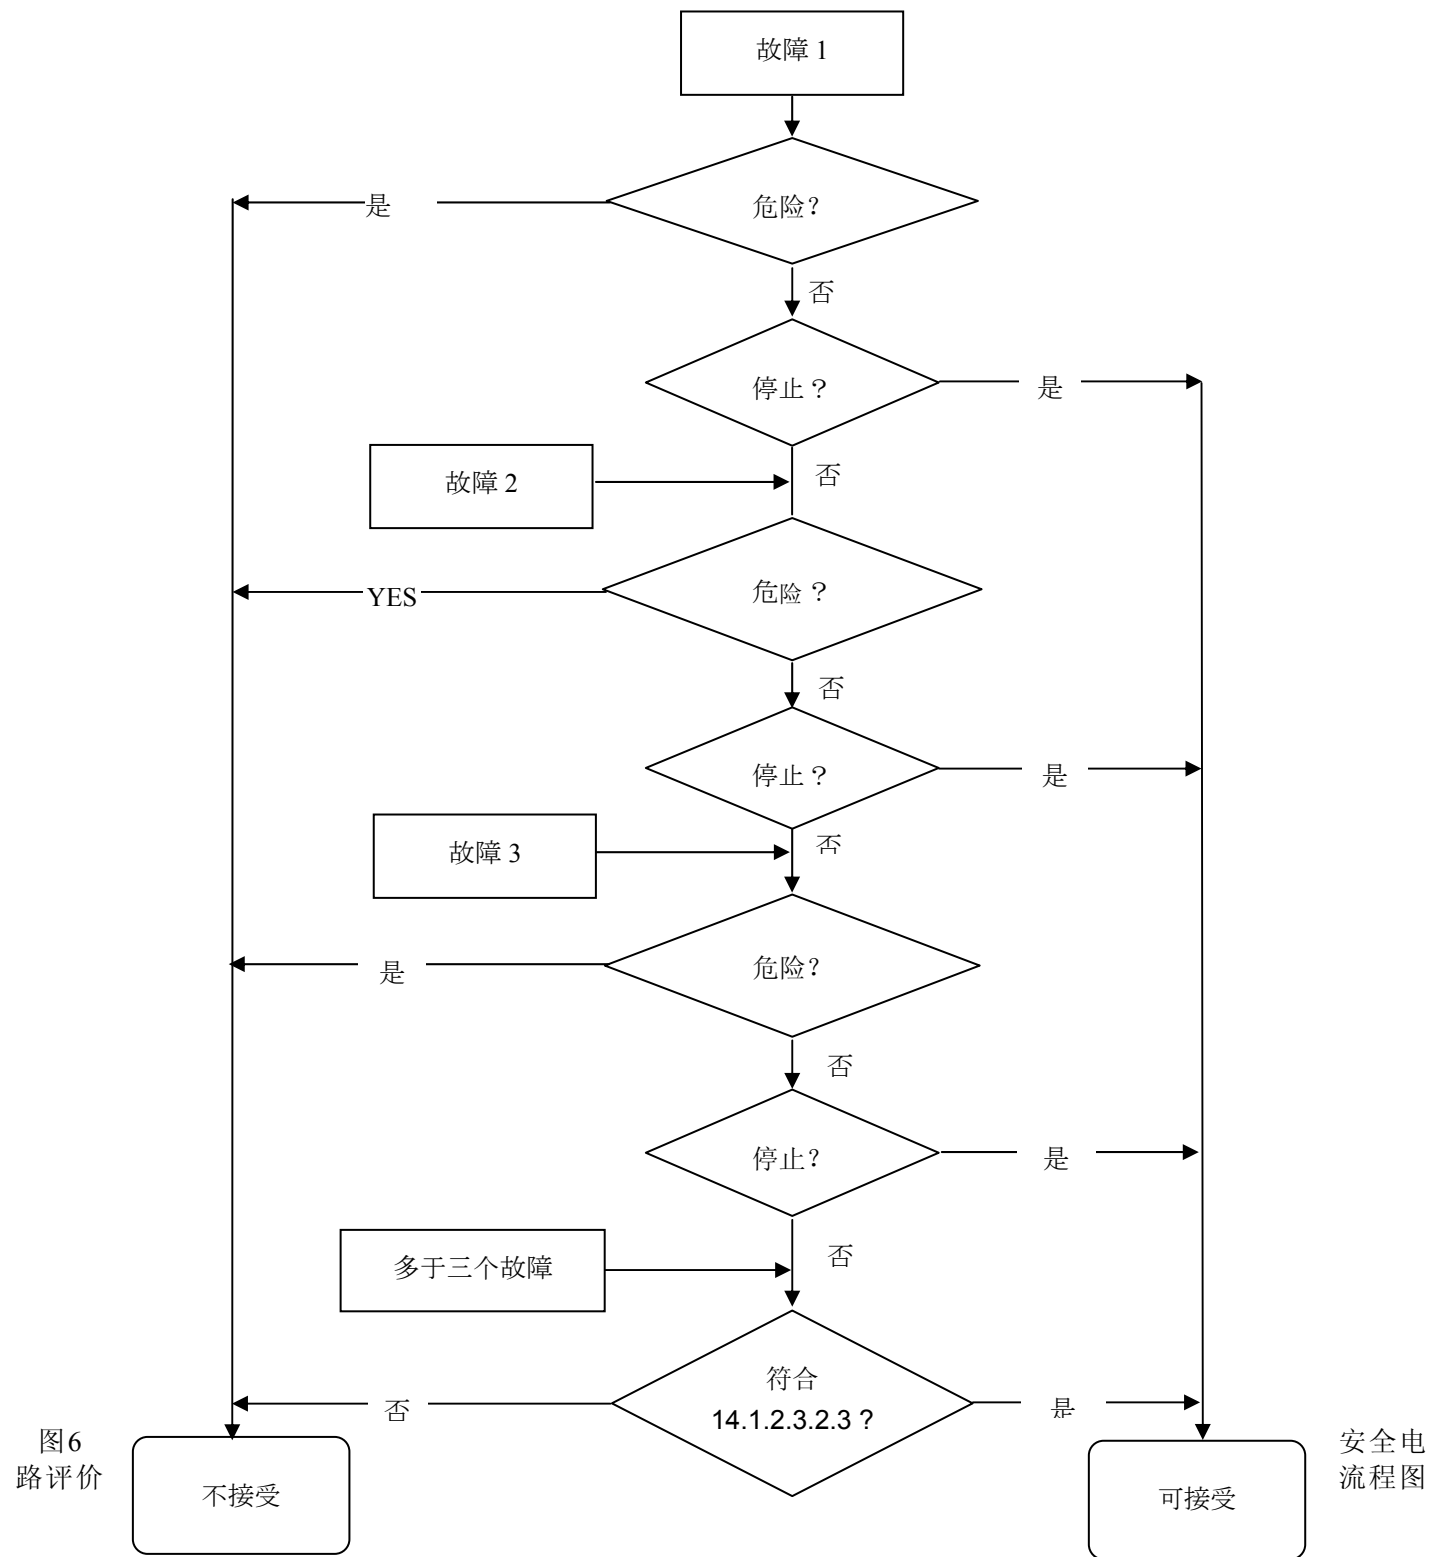 故障 1
危险?
是
否
停止？
是
否
故障 2
危险？
YES
否
停止？
是
否
故障 3
危险?
是
否
停止?
是
否
多于三个故障
符合
14.1.2.3.2.3 ?
否
是
图6
路评价
不接受
可接受
安全电
流程图